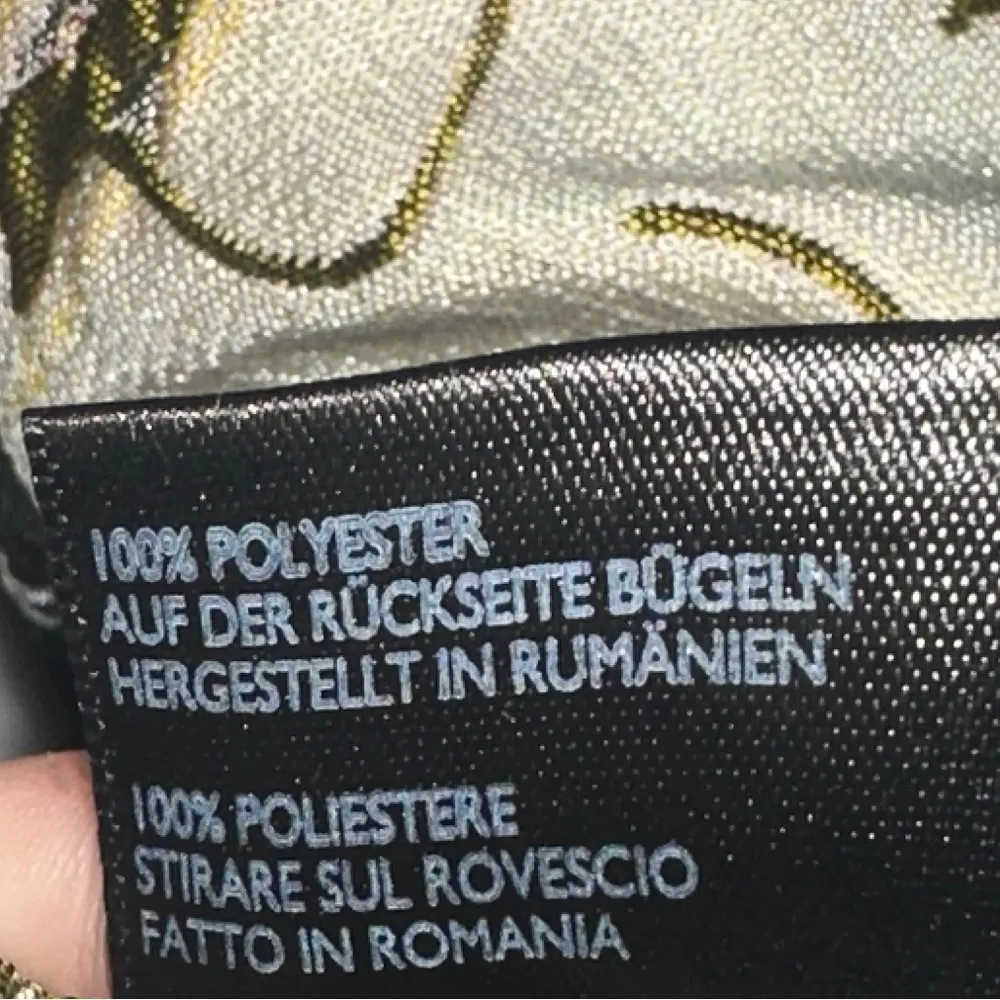 100% POLYESTER
AUF DER RÜCKSEITE BÜGELN
HERGESTELLT IN RUMÄNIEN
100% POLIESTERE
STIRARE SUL ROVESCIO
FATTO IN ROMANIA